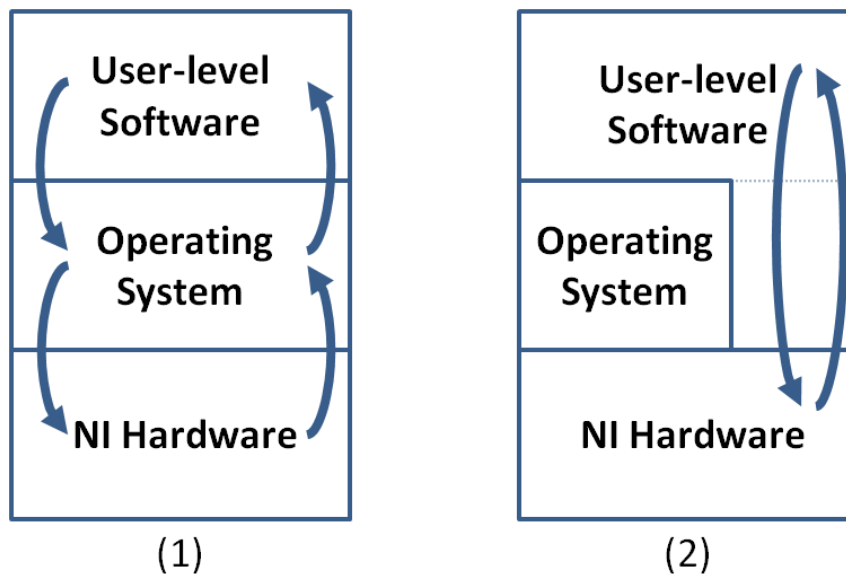 User-level
Software
Operating
System
NI Hardware
(1)
User-level
Software
Operating
System
NI Hardware
(2)